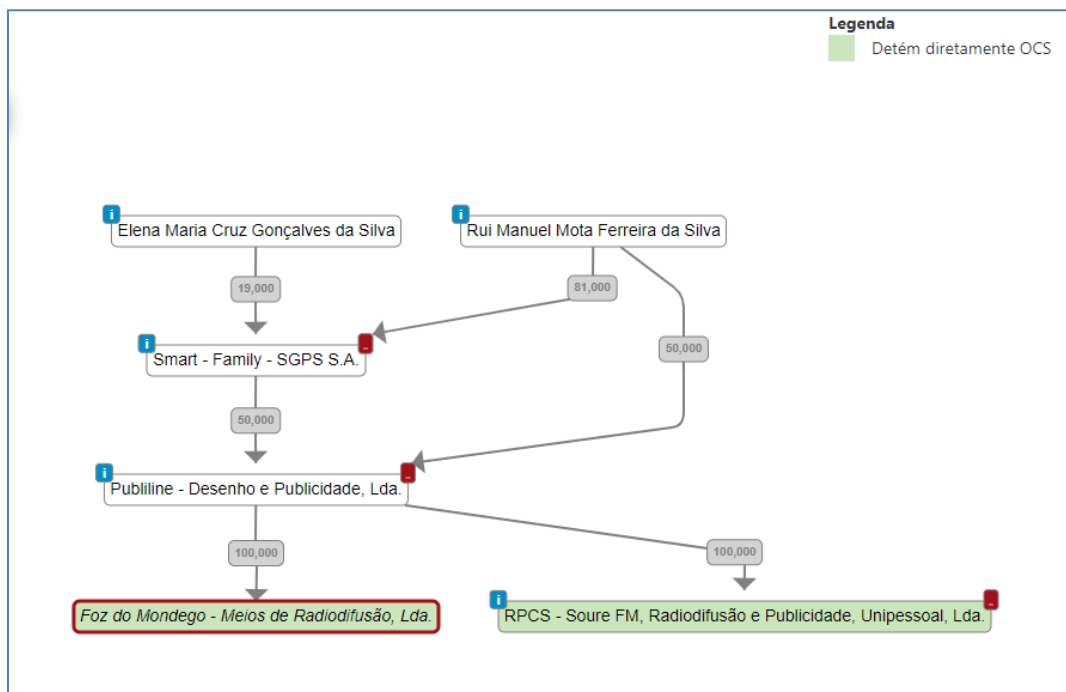 Legenda
Detém diretamente OCS
i
i
Elena Maria Cruz Gonçalves da Silva
Rui Manuel Mota Ferreira da Silva
19,000
81,000
i
-
Smart - Family - SGPS S.A.
50,000
50,000
i
-
Publiline - Desenho e Publicidade, Lda.
100,000
100,000
i
-
Foz do Mondego - Meios de Radiodifusão, Lda.
RPCS - Soure FM, Radiodifusão e Publicidade, Unipessoal, Lda.